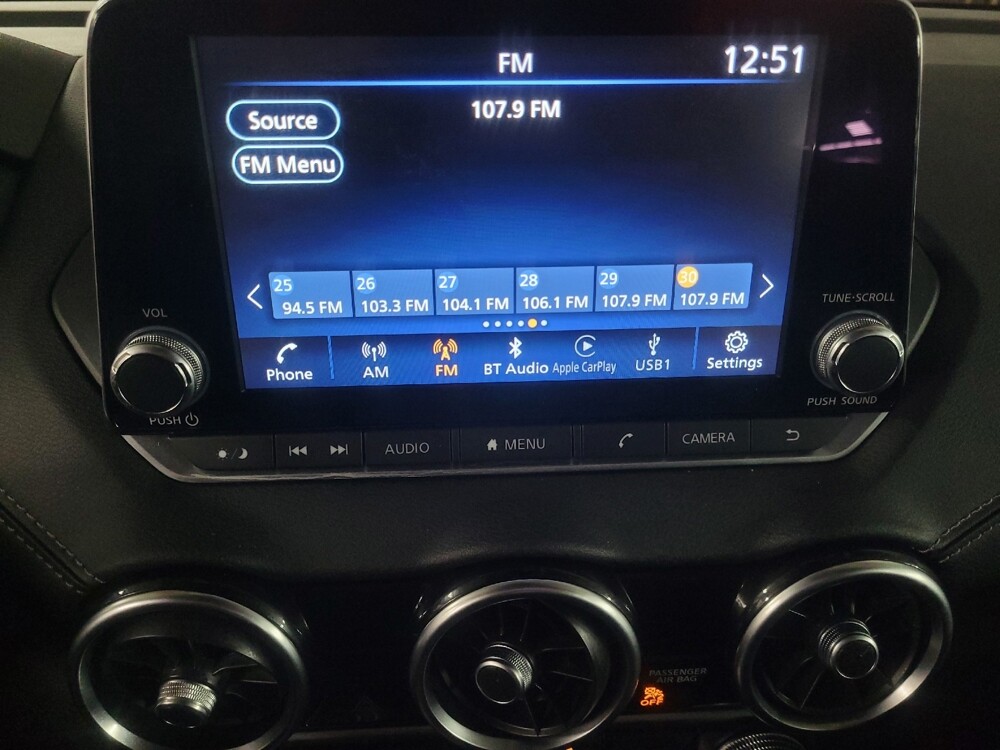 FM
12:51
107.9 FM
Source
FM Menu
25
94.5 FM
26
103.3 FM
27
104.1 FM
28
106.1 FM
29
107.9 FM
30
107.9 FM
Phone
AM
FM
BT Audio
Apple CarPlay
USB1
Settings
VOL
PUSH
TUNE·SCROLL
PUSH SOUND
AUDIO
MENU
CAMERA
PASSENGER
AIR BAG
OFF